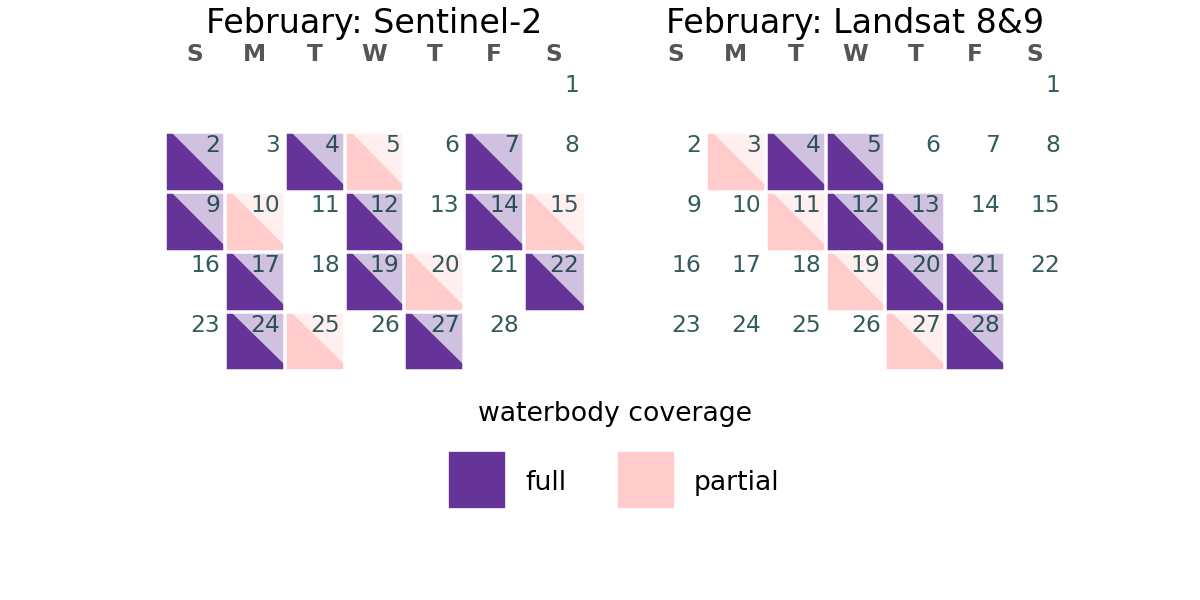 February: Sentinel-2
S M T W T F S
1
2 3 4 5 6 7 8
9 10 11 12 13 14 15
16 17 18 19 20 21 22
23 24 25 26 27 28
February: Landsat 8&9
S M T W T F S
1
2 3 4 5 6 7 8
9 10 11 12 13 14 15
16 17 18 19 20 21 22
23 24 25 26 27 28
waterbody coverage
full partial